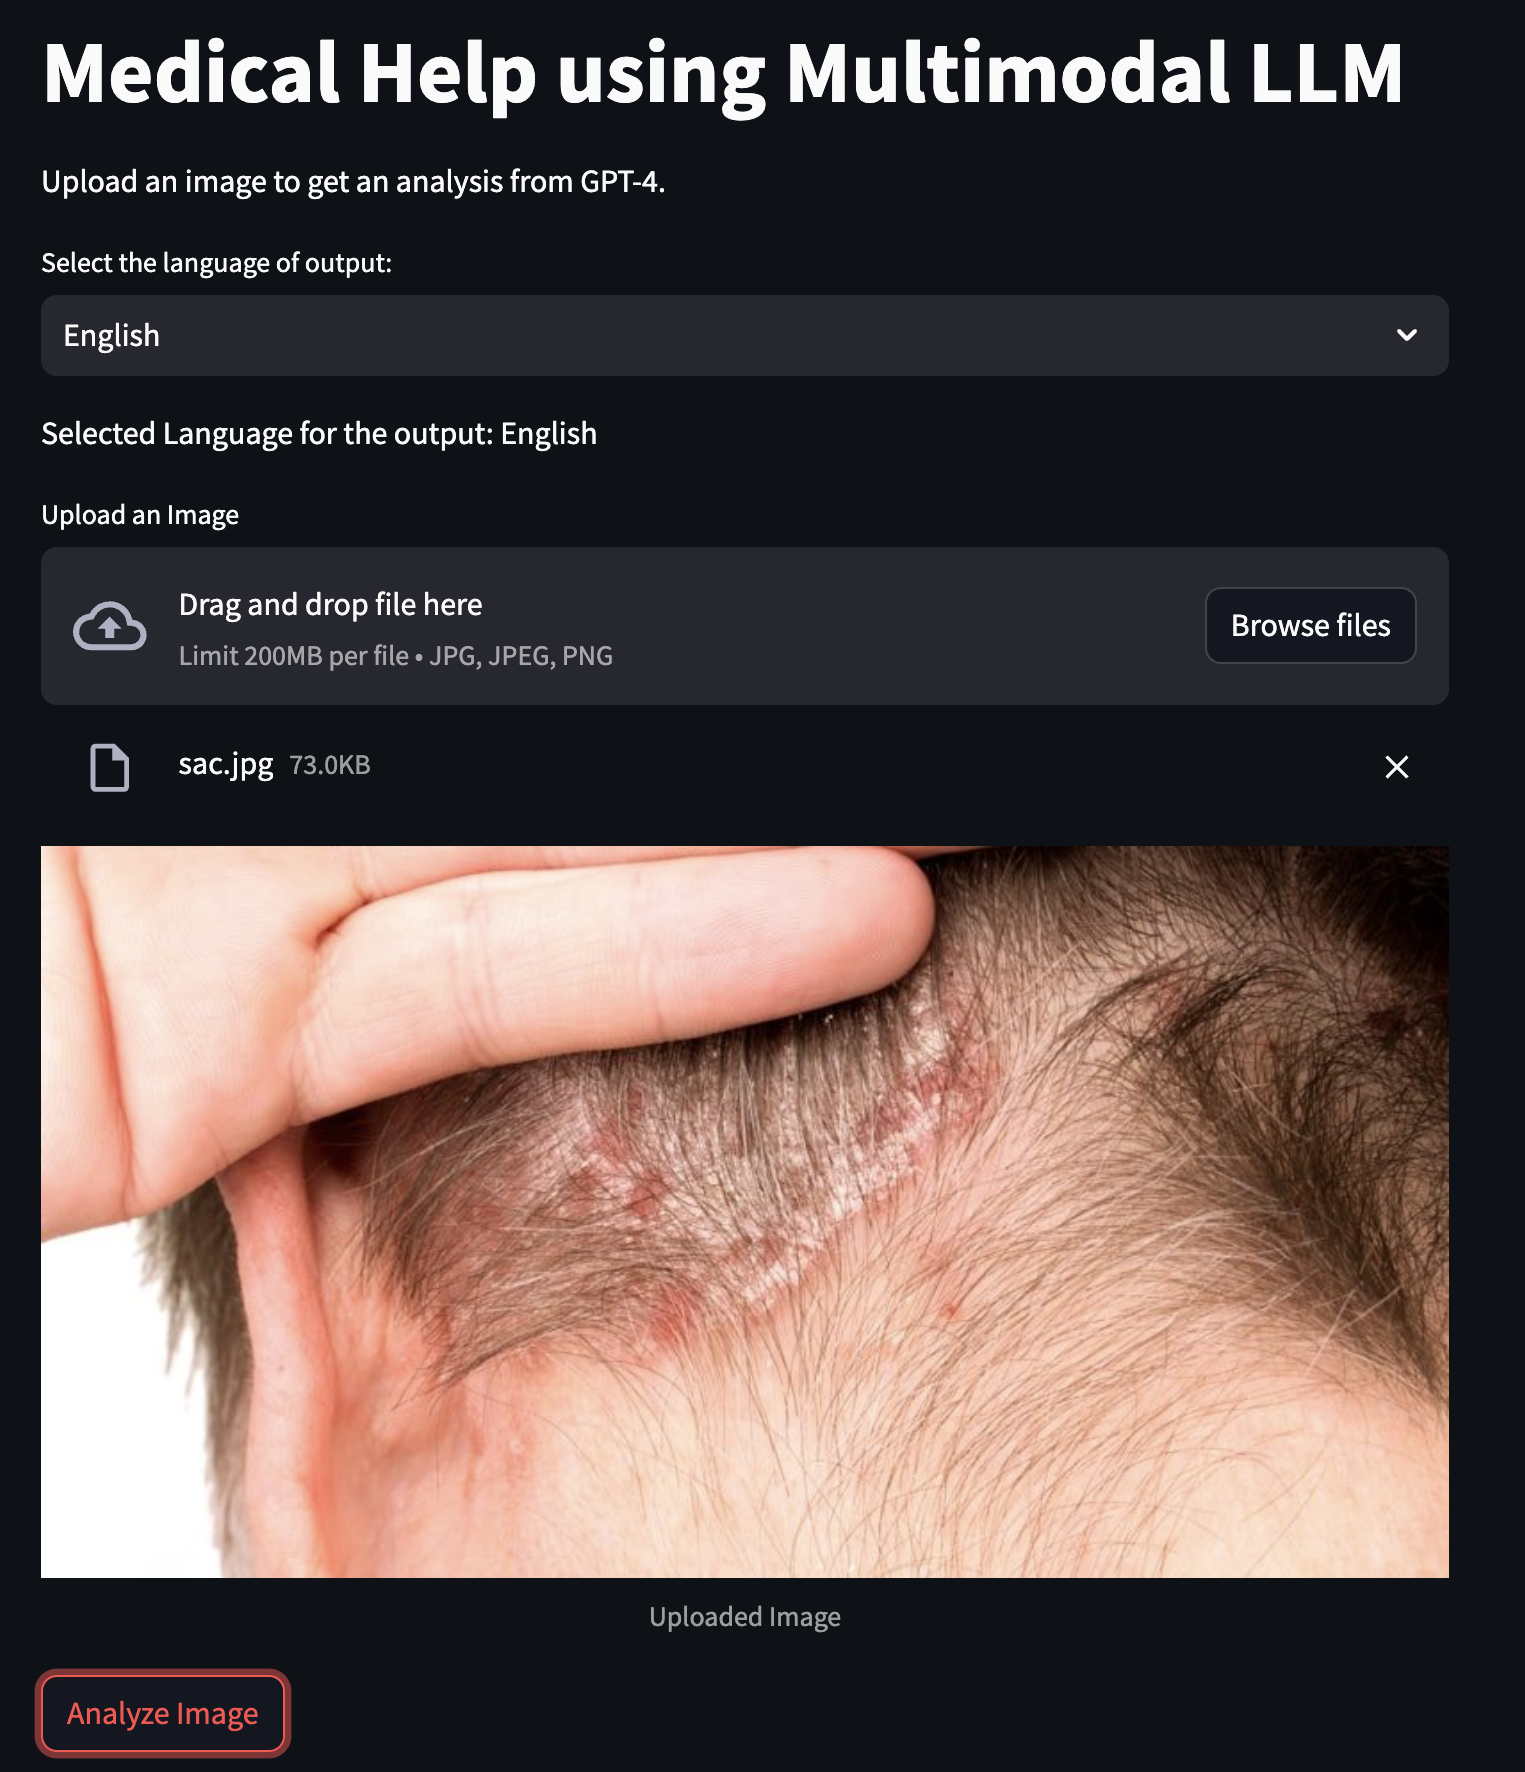 Medical Help using Multimodal LLM
Upload an image to get an analysis from GPT-4.
Select the language of output:
English
Selected Language for the output: English
Upload an Image
Drag and drop file here
Limit 200MB per file • JPG, JPEG, PNG
Browse files
sac.jpg 73.0KB
Uploaded Image
Analyze Image